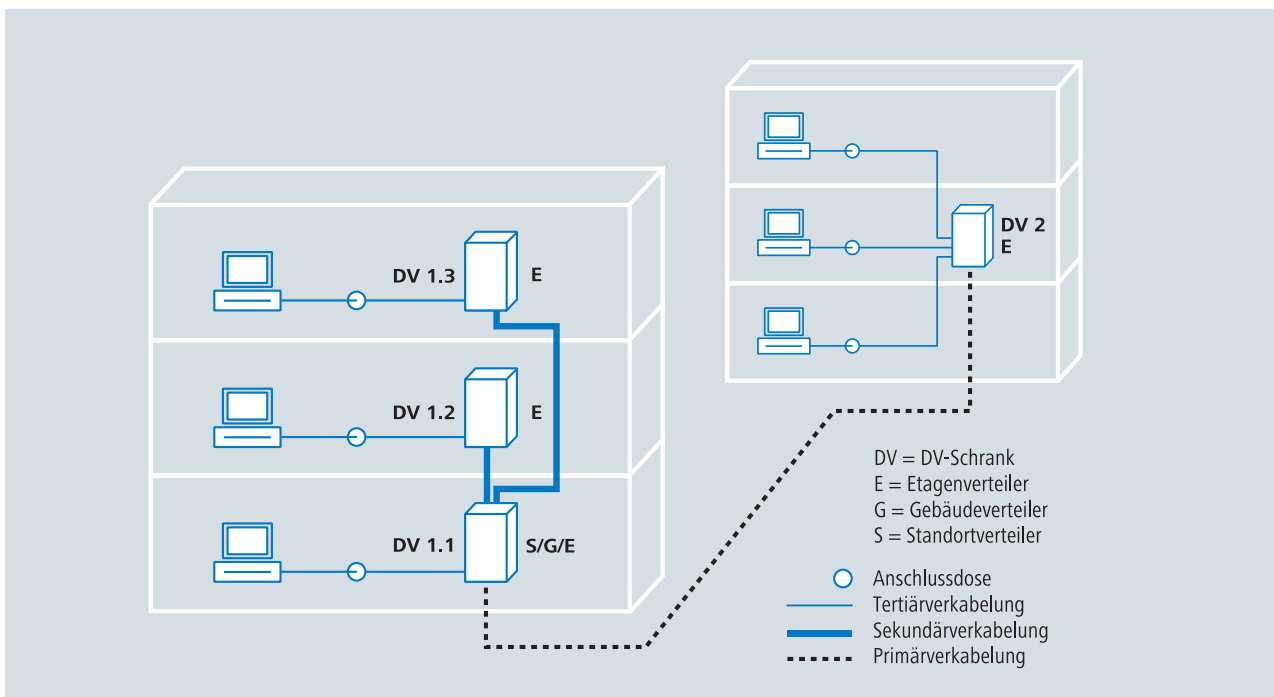 DV 1.3
E
DV 1.2
E
DV 1.1
S/G/E
DV 2
E
DV = DV-Schrank
E = Etagenverteiler
G = Gebäudeverteiler
S = Standortverteiler
Anschlussdose
Tertiärverkabelung
Sekundärverkabelung
Primärverkabelung